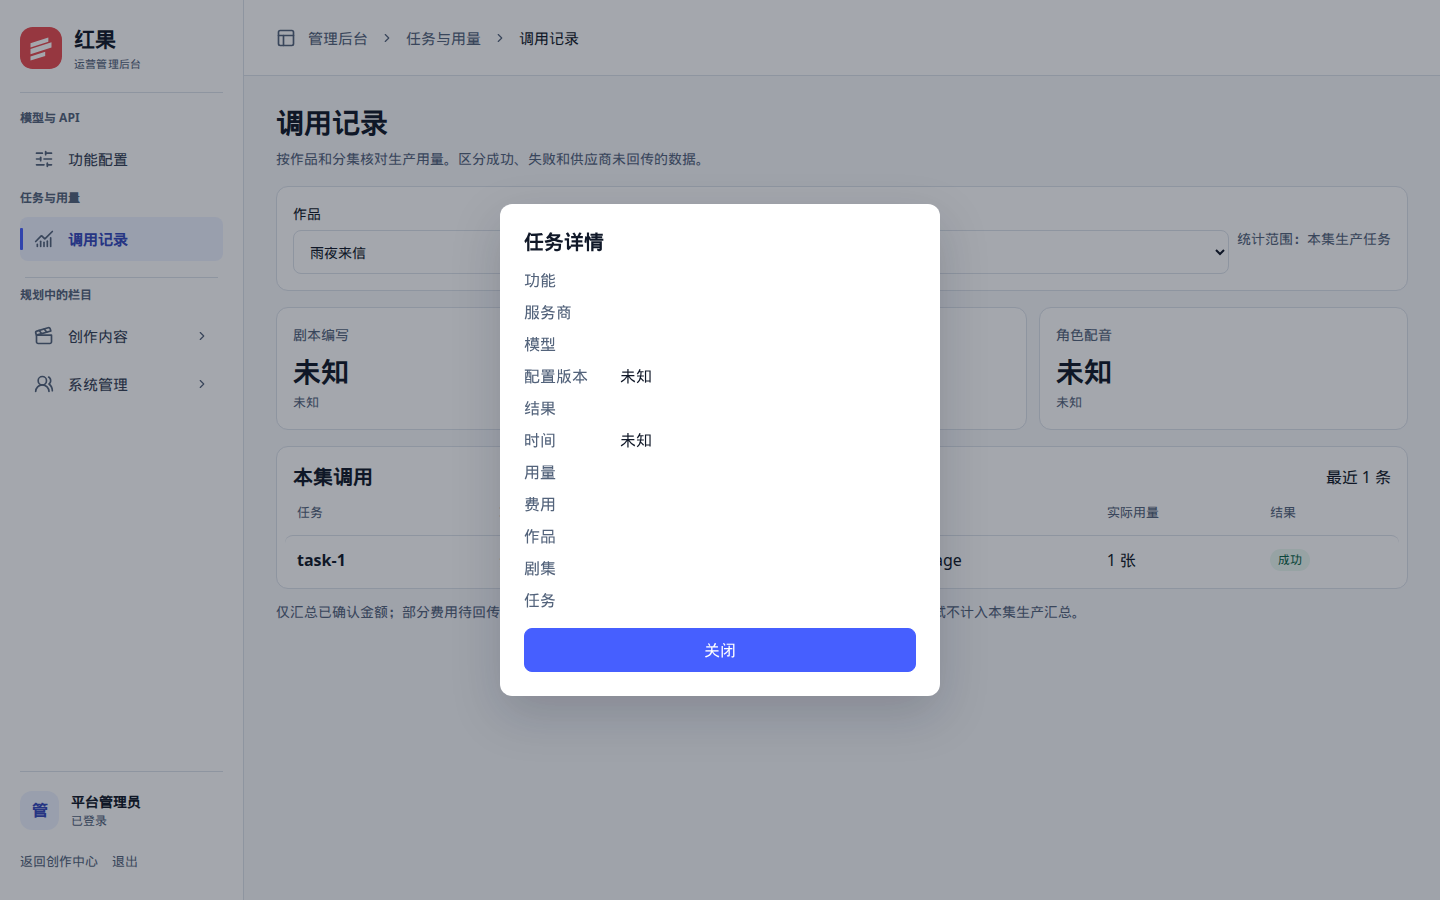 红果
运营管理后台
模型与 API
功能配置
任务与用量
调用记录
规划中的栏目
创作内容
系统管理
管
平台管理员
已登录
返回创作中心 退出
管理后台 > 任务与用量 > 调用记录
调用记录
按作品和分集核对生产用量。区分成功、失败和供应商未回传的数据。
作品
雨夜来信
统计范围：本集生产任务
剧本编写
未知
未知
角色配音
未知
未知
本集调用
最近 1 条
任务
实际用量
结果
task-1
age
1 张
成功
仅汇总已确认金额；部分费用待回传
不计入本集生产汇总。
任务详情
功能
服务商
模型
配置版本 未知
结果
时间 未知
用量
费用
作品
剧集
任务
关闭